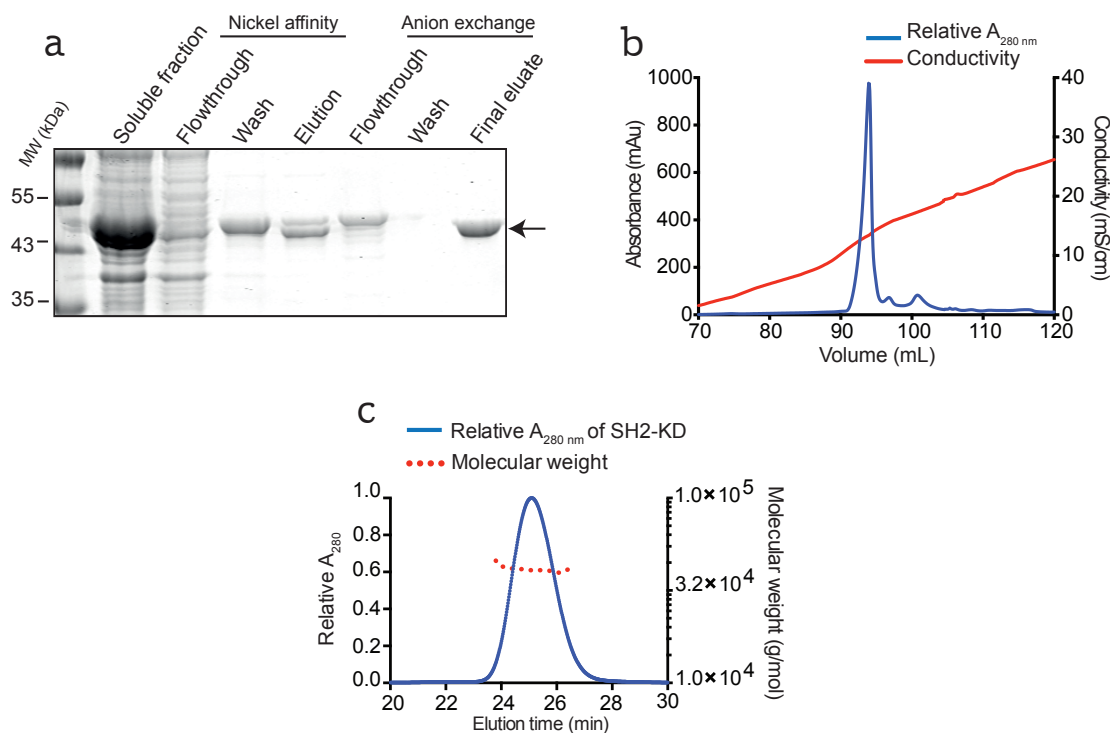 a
Nickel affinity
Anion exchange
MW (kDa)
Soluble fraction
Flowthrough
Wash
Elution
Flowthrough
Wash
Final eluate
55
43
35
b
Relative A280 nm
Conductivity
Absorbance (mAu)
1000
800
600
400
200
0
Conductivity (mS/cm)
40
30
20
10
0
70 80 90 100 110 120
Volume (mL)
c
Relative A280 nm of SH2-KD
Molecular weight
Relative A280
1.0
0.8
0.6
0.4
0.2
0.0
Molecular weight (g/mol)
1.0×10^5
3.2×10^4
1.0×10^4
20 22 24 26 28 30
Elution time (min)